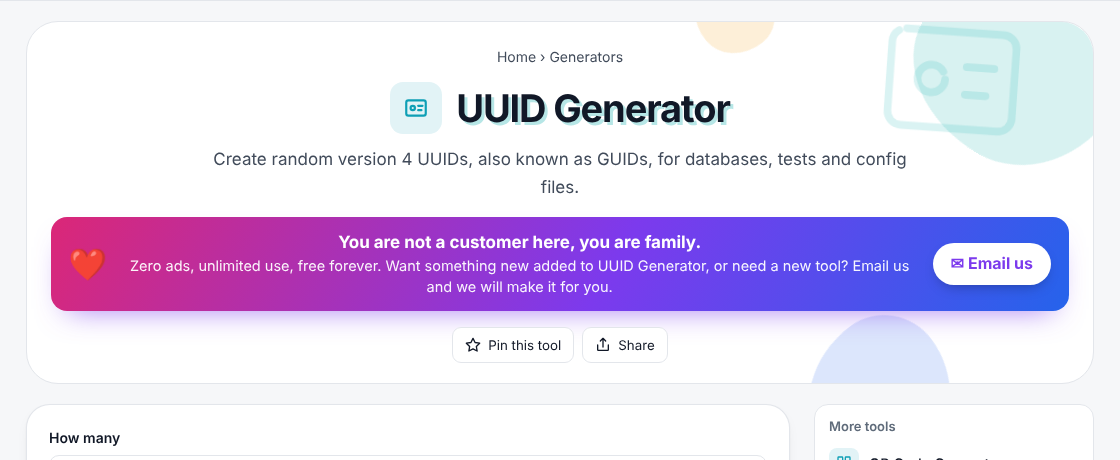 Home › Generators
UUID Generator
Create random version 4 UUIDs, also known as GUIDs, for databases, tests and config
files.
You are not a customer here, you are family.
Zero ads, unlimited use, free forever. Want something new added to UUID Generator, or need a new tool? Email us
and we will make it for you.
✉ Email us
Pin this tool
Share
How many
More tools